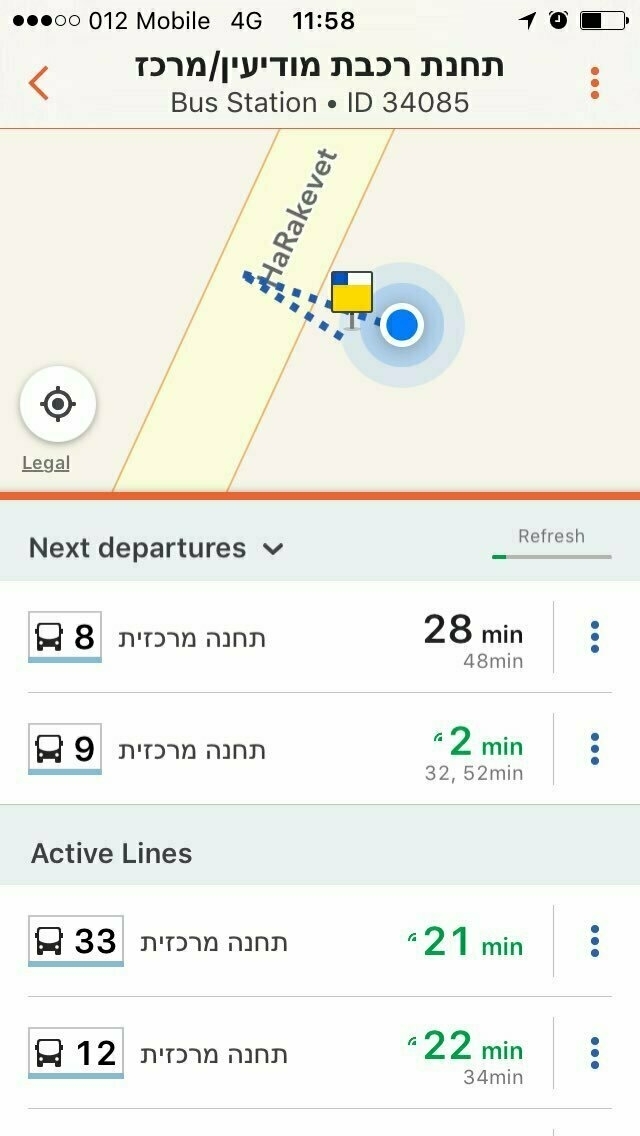 012 Mobile 4G 11:58
תחנת רכבת מודיעין/מרכז
Bus Station • ID 34085
HaRakevet
Legal
Next departures
Refresh
8 תחנה מרכזית 28 min
48min
9 תחנה מרכזית 2 min
32, 52min
Active Lines
33 תחנה מרכזית 21 min
12 תחנה מרכזית 22 min
34min